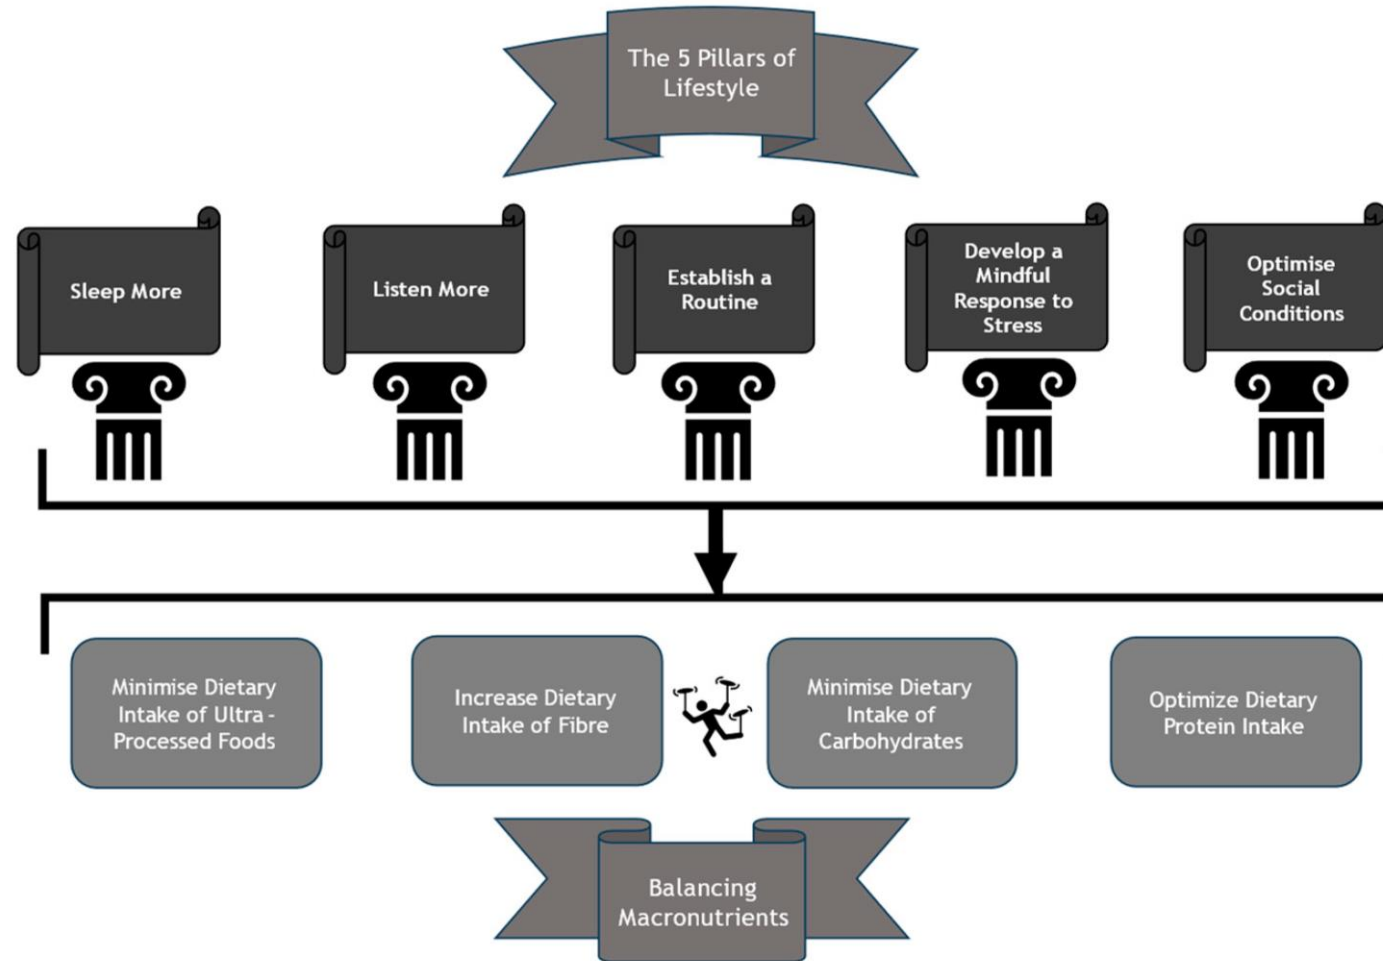 The 5 Pillars of
Lifestyle
Sleep More
Listen More
Establish a
Routine
Develop a
Mindful
Response to
Stress
Optimise
Social
Conditions
Minimise Dietary
Intake of Ultra -
Processed Foods
Increase Dietary
Intake of Fibre
Minimise Dietary
Intake of
Carbohydrates
Optimize Dietary
Protein Intake
Balancing
Macronutrients